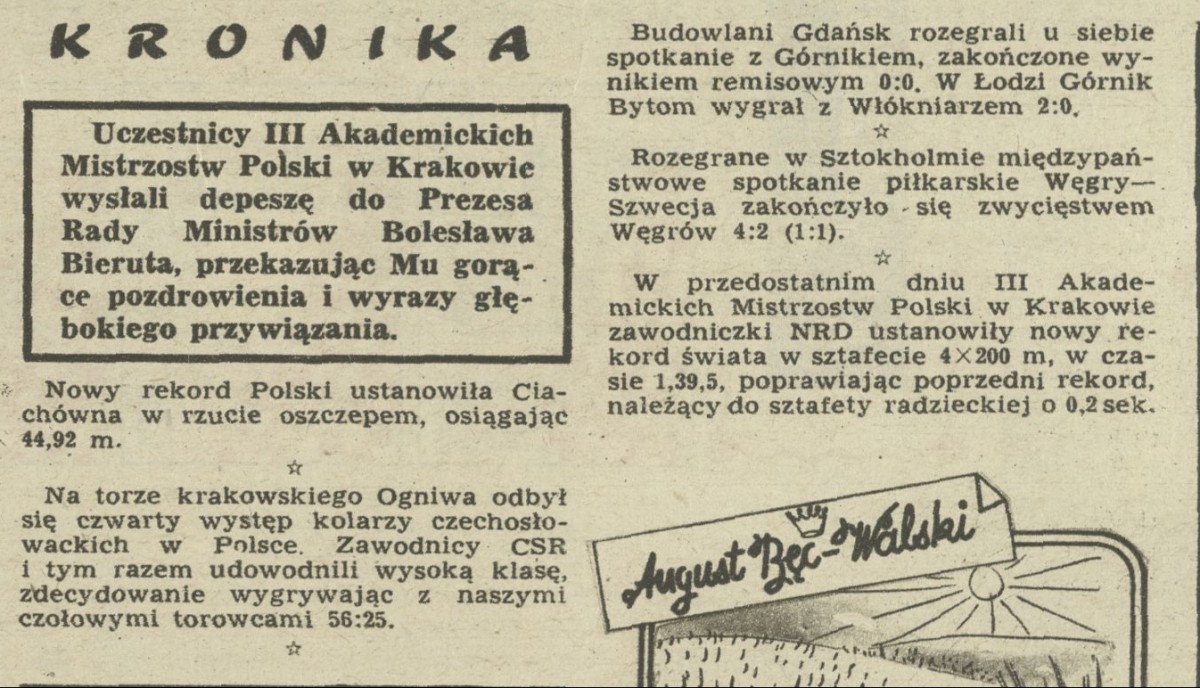 KRONIKA
Uczestnicy III Akademickich
Mistrzostw Polski w Krakowie
wysłali depeszę do Prezesa
Rady Ministrów Bolesława
Bieruta, przekazując Mu gorą-
ce pozdrowienia i wyrazy głę-
bokiego przywiązania.
Nowy rekord Polski ustanowiła Cia-
chówna w rzucie oszczepem, osiągając
44,92 m.
☆
Na torze krakowskiego Ogniwa odbył
się czwarty występ kolarzy czechosło-
wackich w Polsce. Zawodnicy CSR
i tym razem udowodnili wysoką klasę,
zdecydowanie wygrywając z naszymi
czołowymi torowcami 56:25.
☆
Budowlani Gdańsk rozegrali u siebie
spotkanie z Górnikiem, zakończone wy-
nikiem remisowym 0:0. W Łodzi Górnik
Bytom wygrał z Włókniarzem 2:0.
☆
Rozegrane w Sztokholmie międzypań-
stwowe spotkanie piłkarskie Węgry—
Szwecja zakończyło się zwycięstwem
Węgrów 4:2 (1:1).
☆
W przedostatnim dniu III Akade-
mickich Mistrzostw Polski w Krakowie
zawodniczki NRD ustanowiły nowy re-
kord świata w sztafecie 4×200 m, w cza-
sie 1,39,5, poprawiając poprzedni rekord,
należący do sztafety radzieckiej o 0,2 sek.
August Bęc-Walski